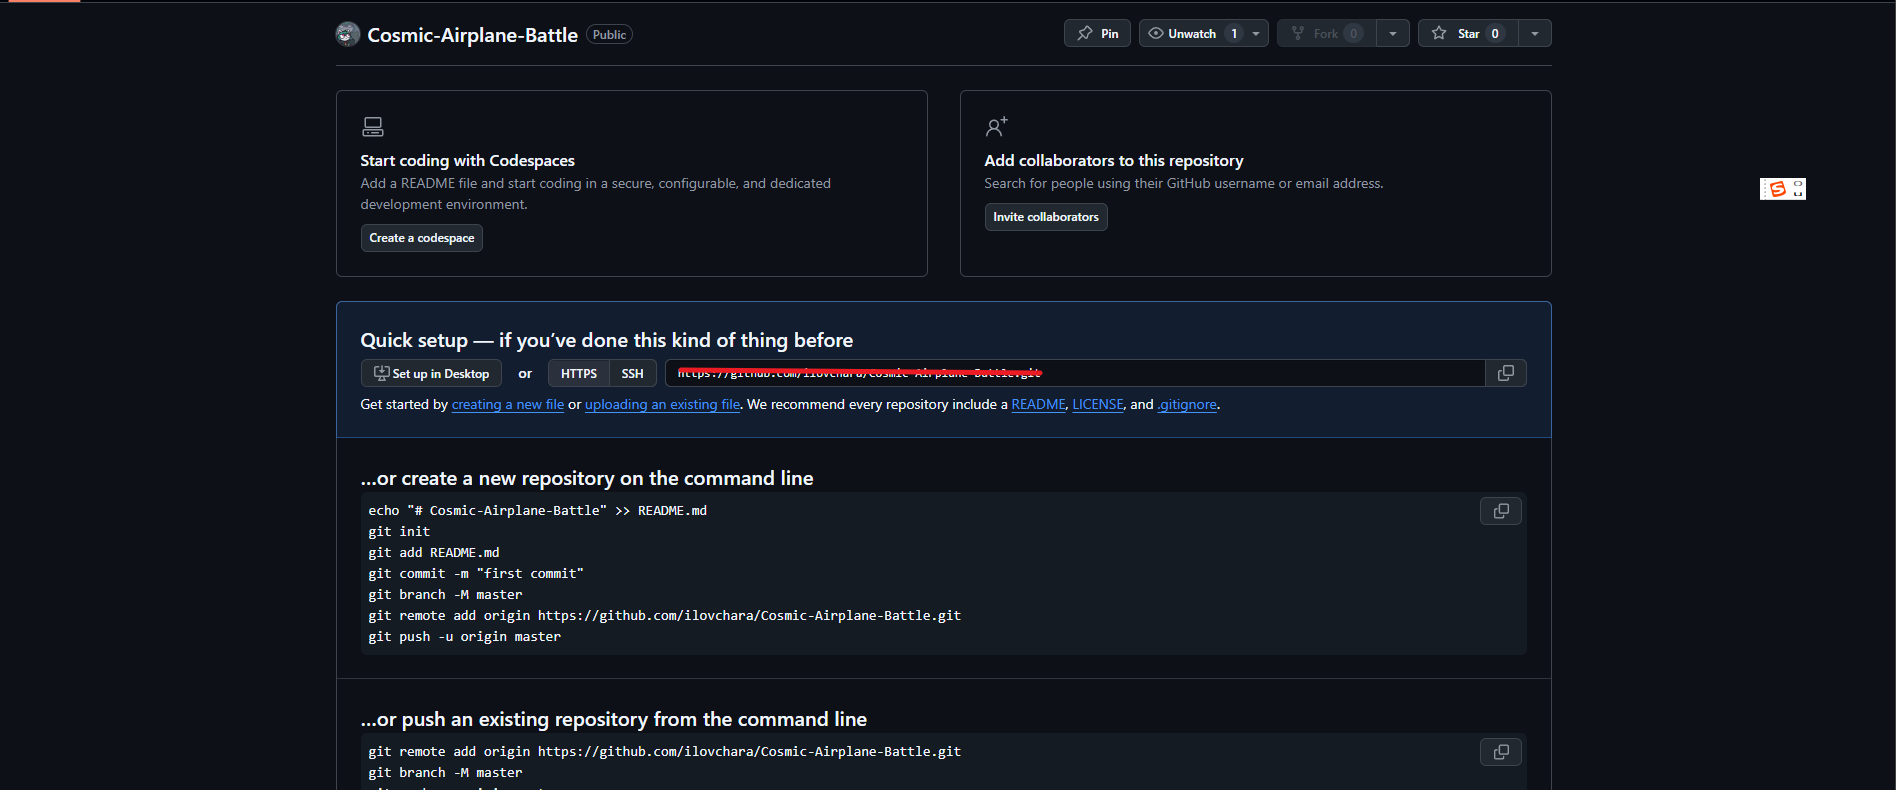 Cosmic-Airplane-Battle Public
Pin Unwatch 1 Fork 0 Star 0
Start coding with Codespaces
Add a README file and start coding in a secure, configurable, and dedicated
development environment.
Create a codespace
Add collaborators to this repository
Search for people using their GitHub username or email address.
Invite collaborators
Quick setup — if you’ve done this kind of thing before
Set up in Desktop or HTTPS SSH https://github.com/ilovchara/Cosmic-Airplane-Battle.git
Get started by creating a new file or uploading an existing file. We recommend every repository include a README, LICENSE, and .gitignore.
…or create a new repository on the command line
echo "# Cosmic-Airplane-Battle" >> README.md
git init
git add README.md
git commit -m "first commit"
git branch -M master
git remote add origin https://github.com/ilovchara/Cosmic-Airplane-Battle.git
git push -u origin master
…or push an existing repository from the command line
git remote add origin https://github.com/ilovchara/Cosmic-Airplane-Battle.git
git branch -M master